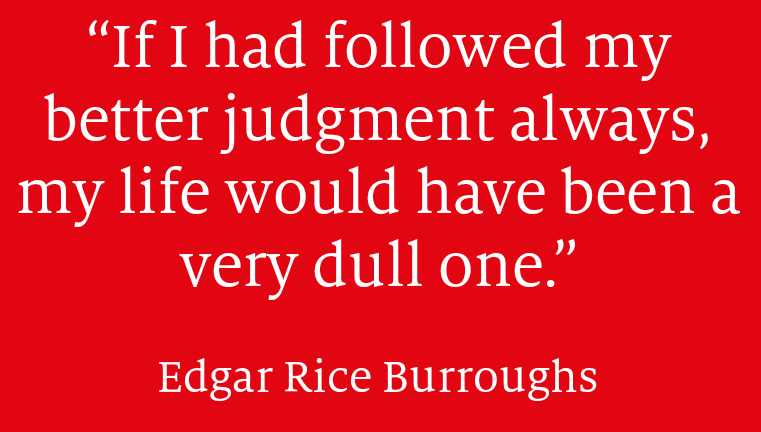 “If I had followed my
better judgment always,
my life would have been a
very dull one.”
Edgar Rice Burroughs